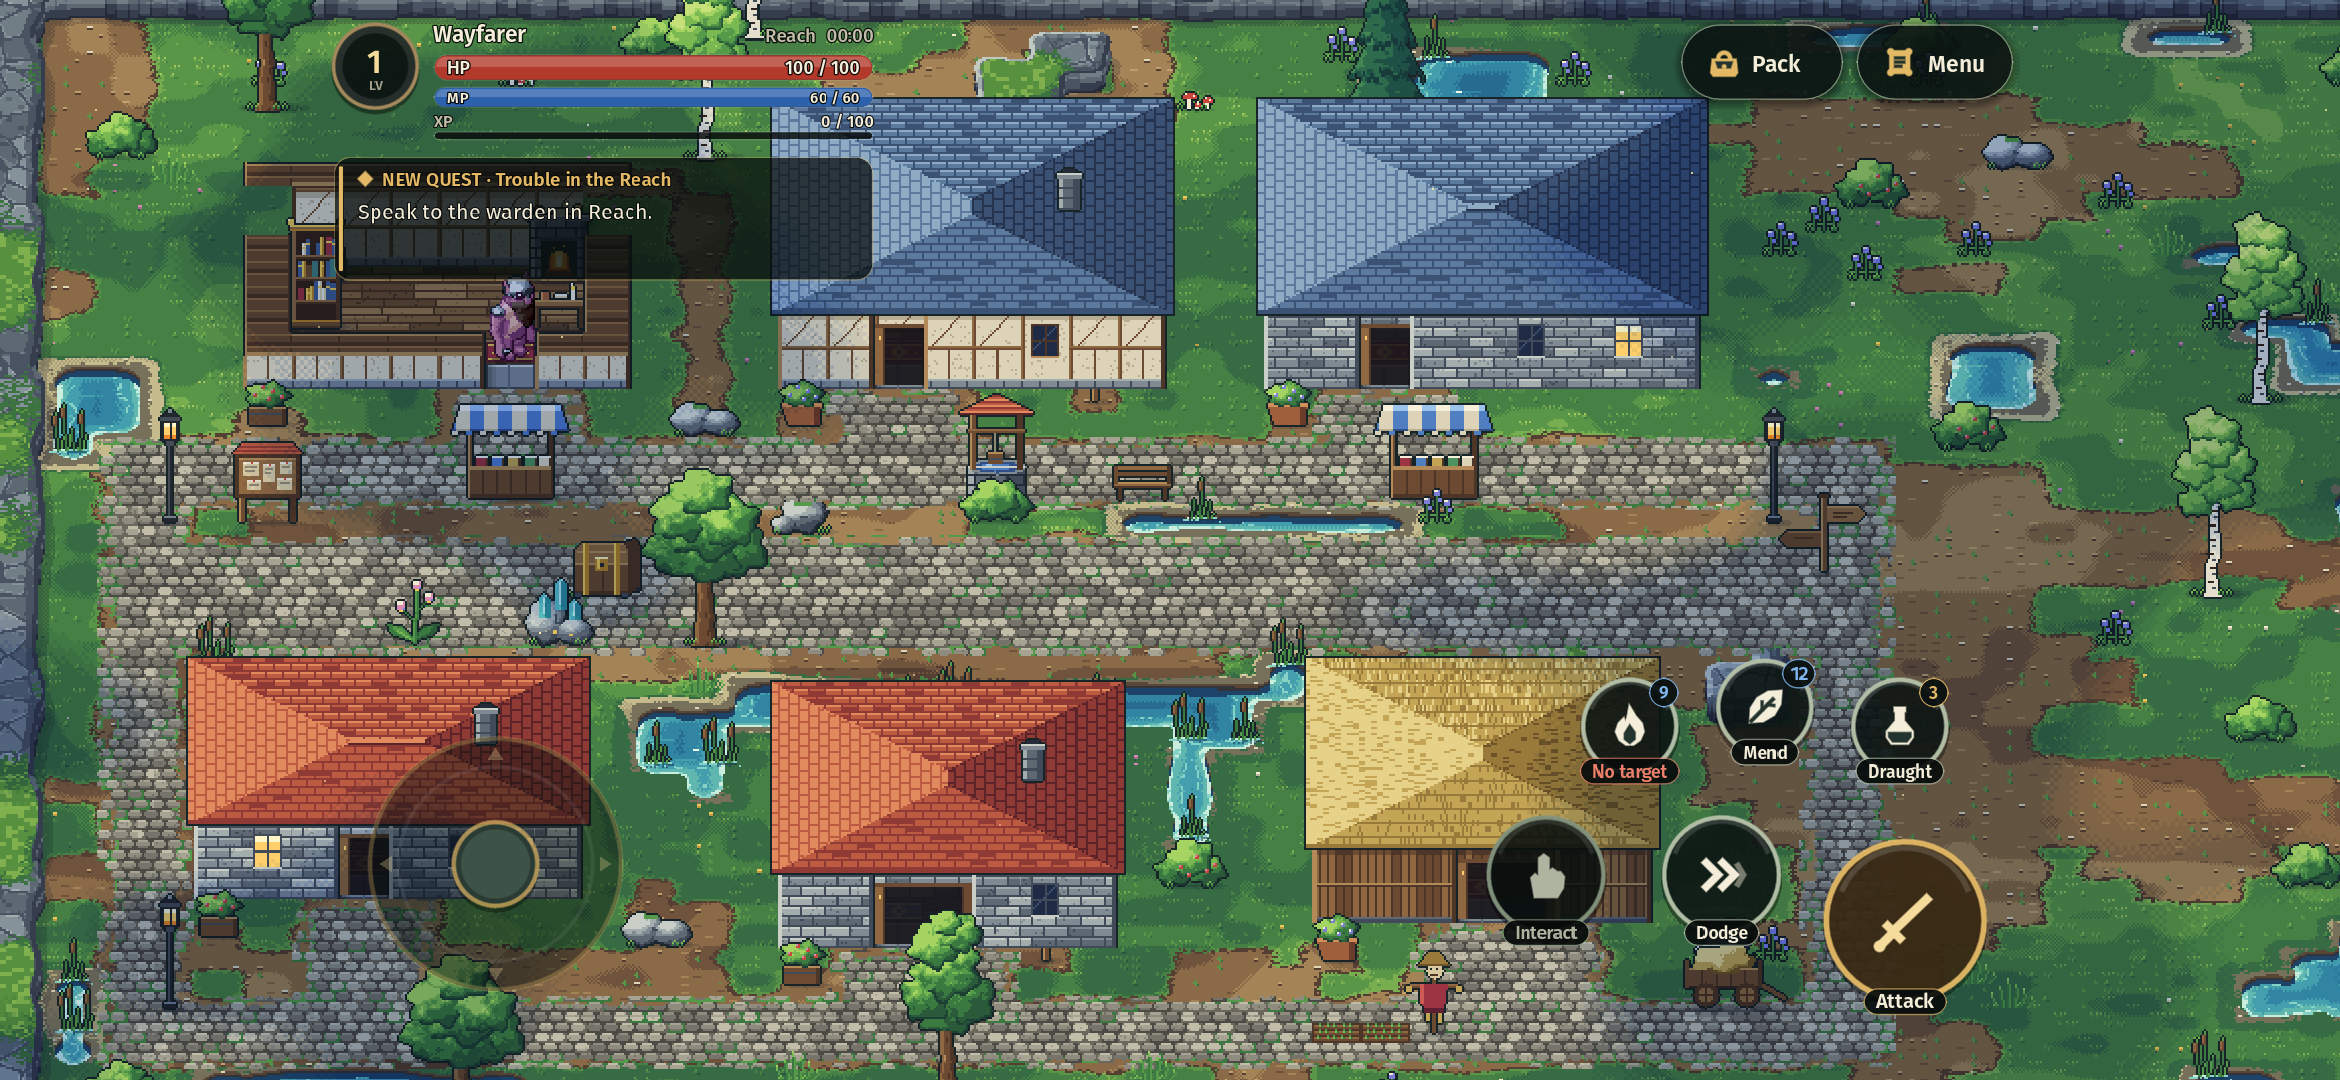 1
LV
Wayfarer
Reach 00:00
HP 100 / 100
MP 60 / 60
XP 0 / 100
◆ NEW QUEST · Trouble in the Reach
Speak to the warden in Reach.
Pack
Menu
9
No target
12
Mend
3
Draught
Interact
Dodge
Attack